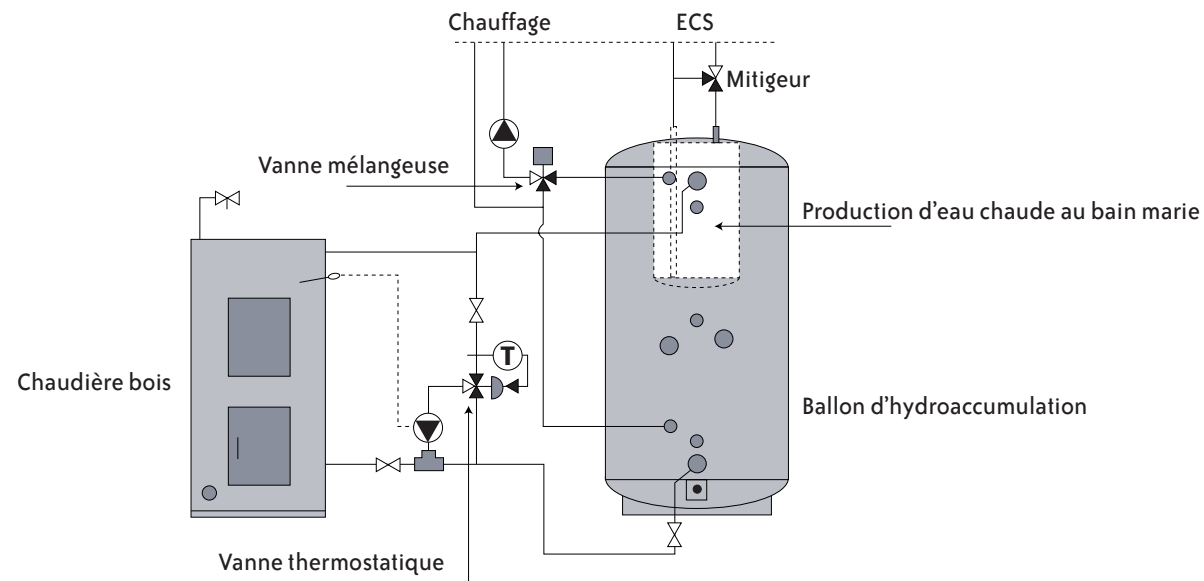 Chauffage
ECS
Mitigeur
Vanne mélangeuse
Production d'eau chaude au bain marie
T
Chaudière bois
Ballon d'hydroaccumulation
Vanne thermostatique